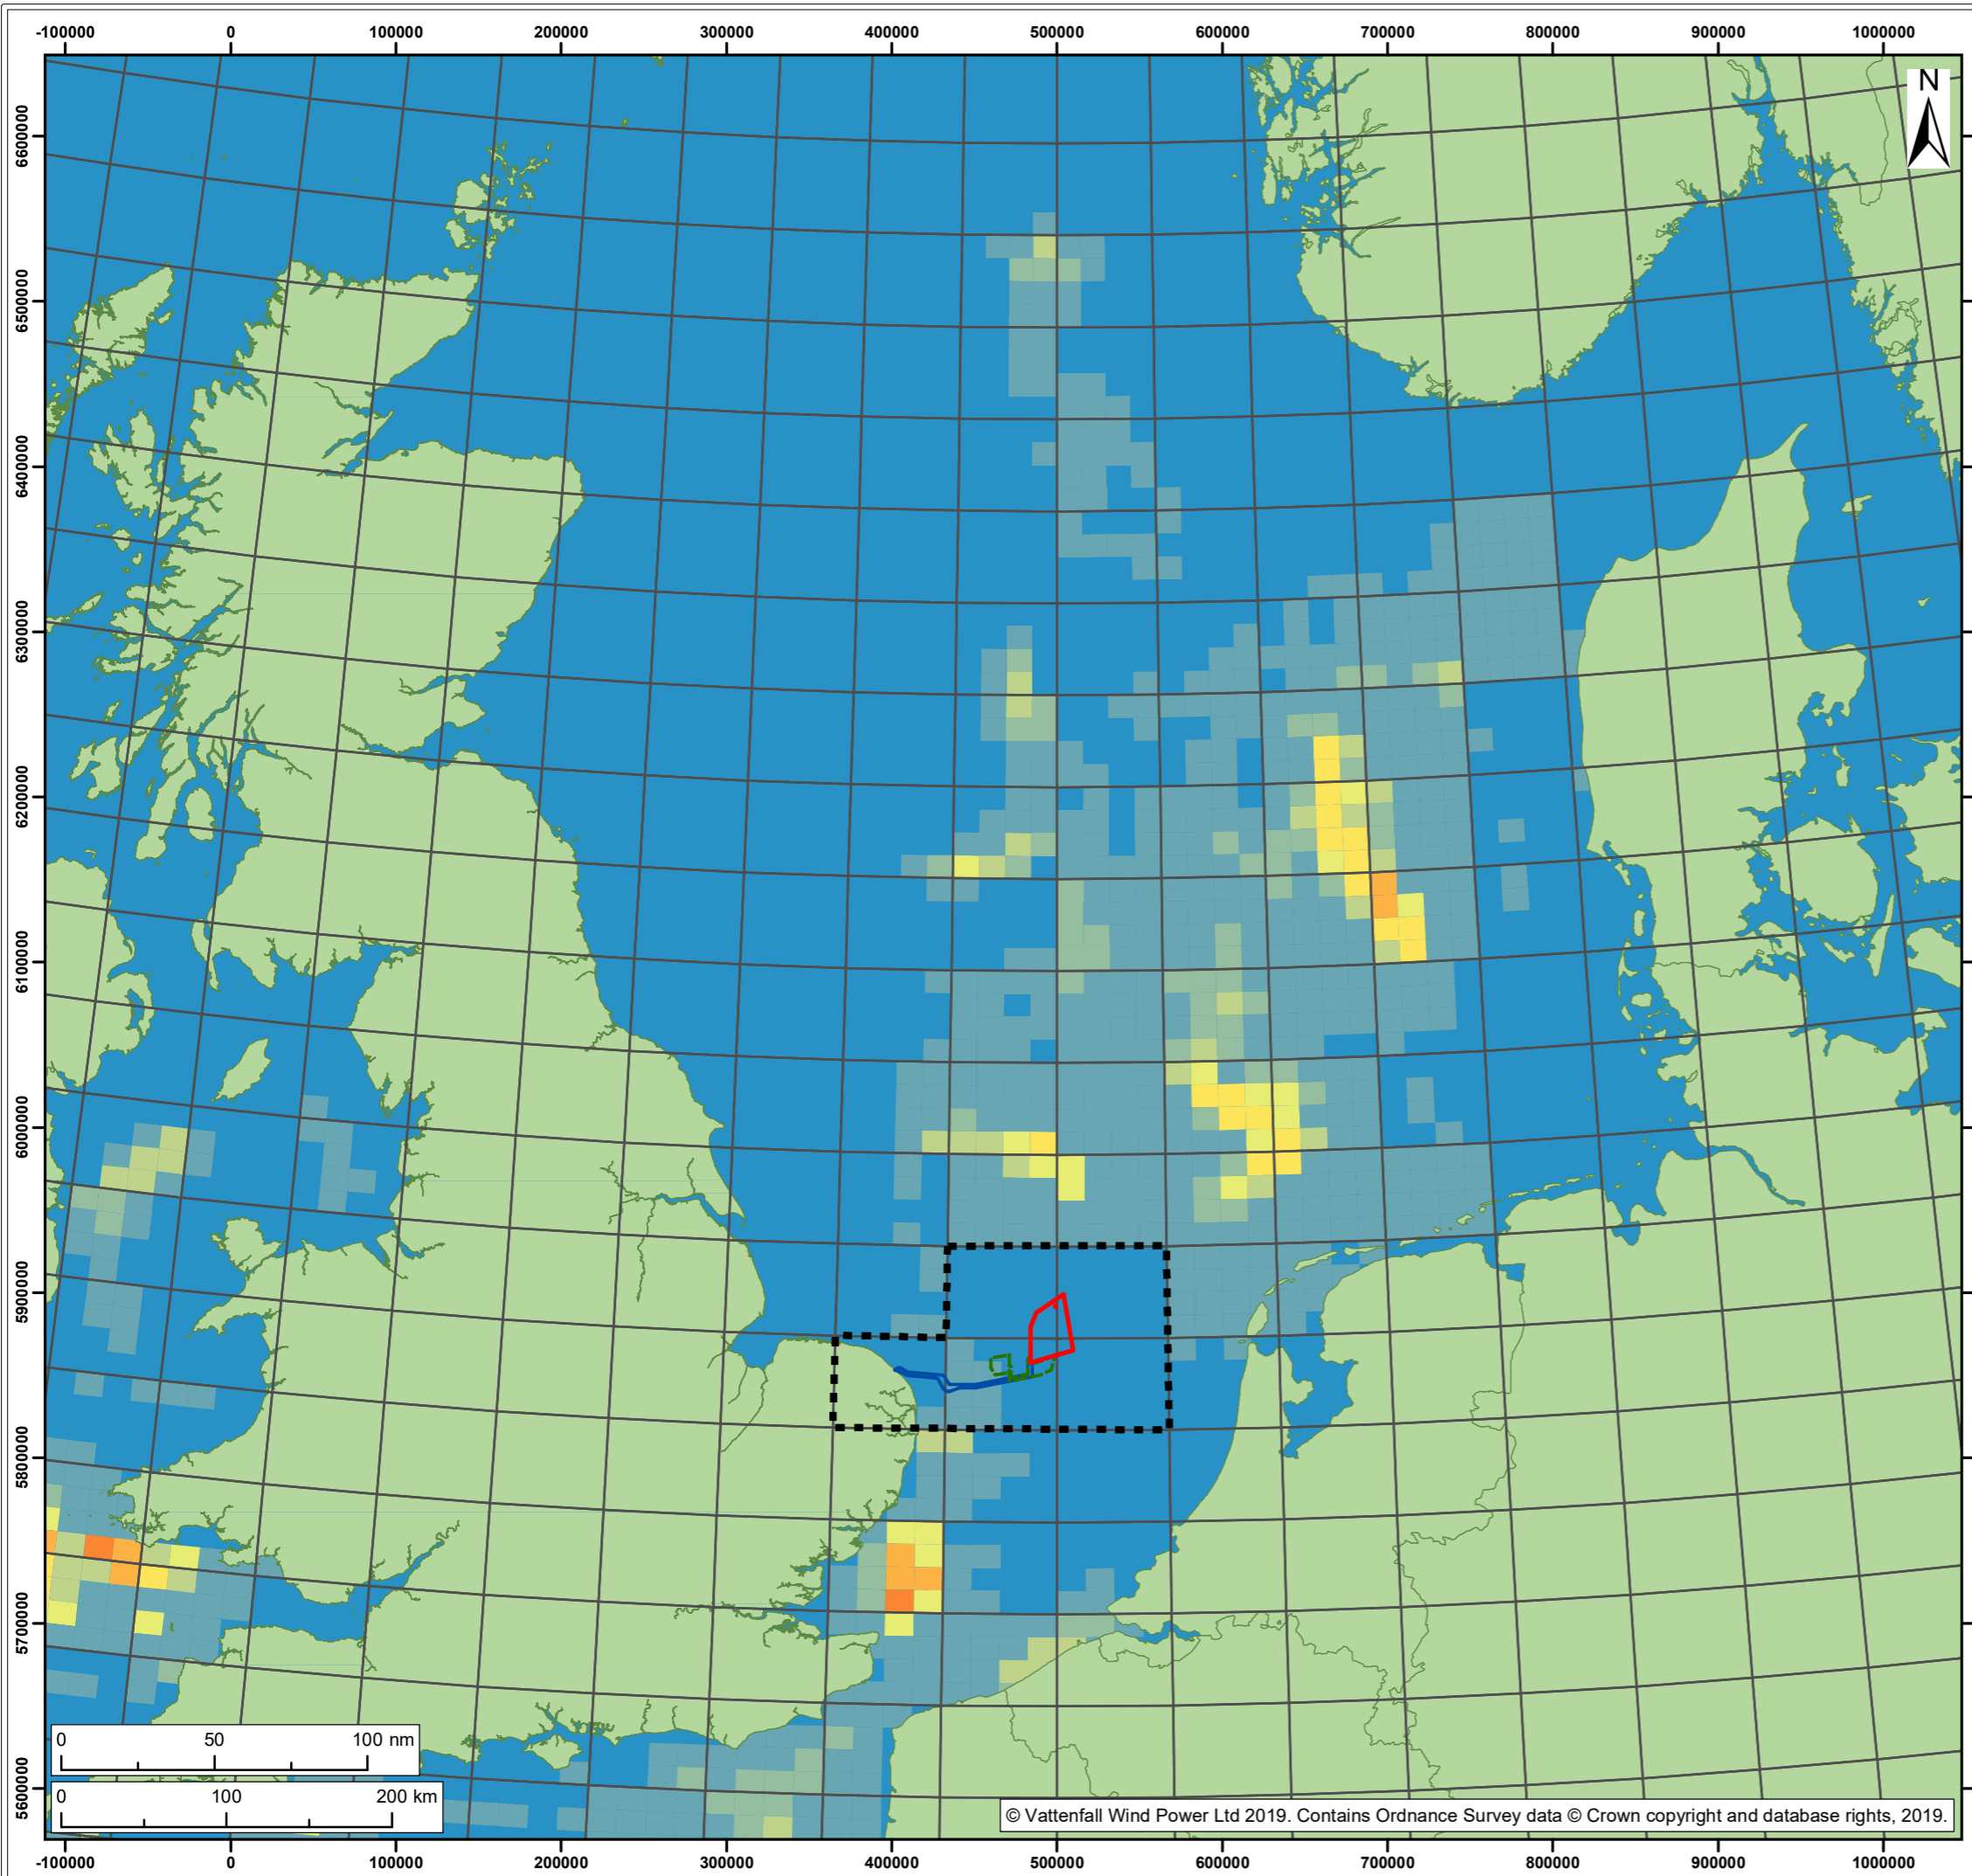 -100000 0 100000 200000 300000 400000 500000 600000 700000 800000 900000 1000000
N
6600000
6500000
6400000
6300000
6200000
6100000
6000000
5900000
5800000
5700000
5600000
0 50 100 nm
0 100 200 km
© Vattenfall Wind Power Ltd 2019. Contains Ordnance Survey data © Crown copyright and database rights, 2019.
-100000 0 100000 200000 300000 400000 500000 600000 700000 800000 900000 1000000